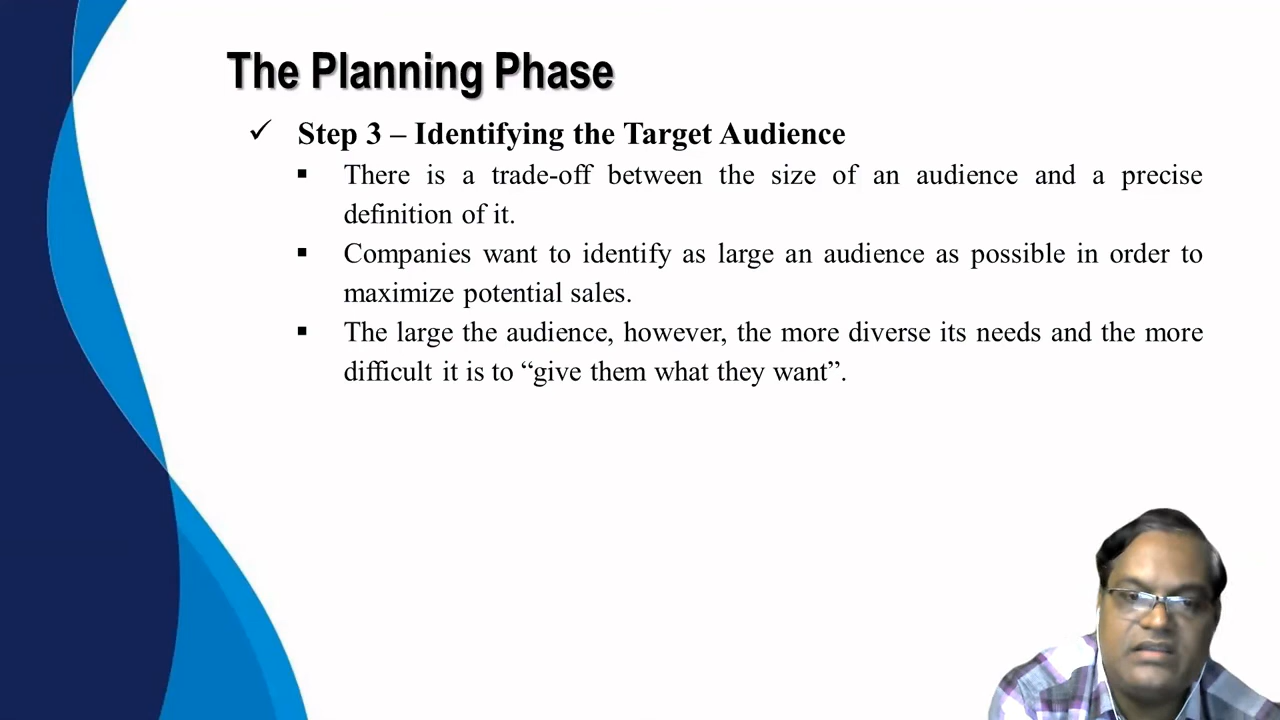 The Planning Phase
✓ Step 3 – Identifying the Target Audience
▪ There is a trade-off between the size of an audience and a precise
definition of it.
▪ Companies want to identify as large an audience as possible in order to
maximize potential sales.
▪ The large the audience, however, the more diverse its needs and the more
difficult it is to “give them what they want”.